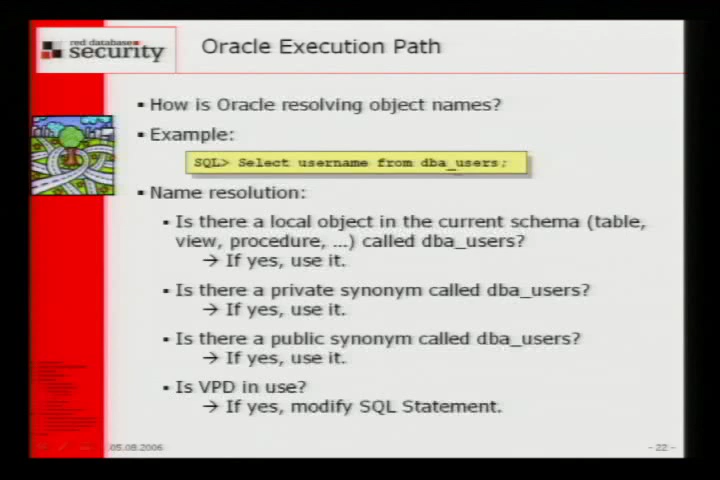 red database
security
Oracle Execution Path
▪ How is Oracle resolving object names?
▪ Example:
SQL> Select username from dba_users;
▪ Name resolution:
▪ Is there a local object in the current schema (table,
view, procedure, …) called dba_users?
→ If yes, use it.
▪ Is there a private synonym called dba_users?
→ If yes, use it.
▪ Is there a public synonym called dba_users?
→ If yes, use it.
▪ Is VPD in use?
→ If yes, modify SQL Statement.
05.08.2006
- 22 -